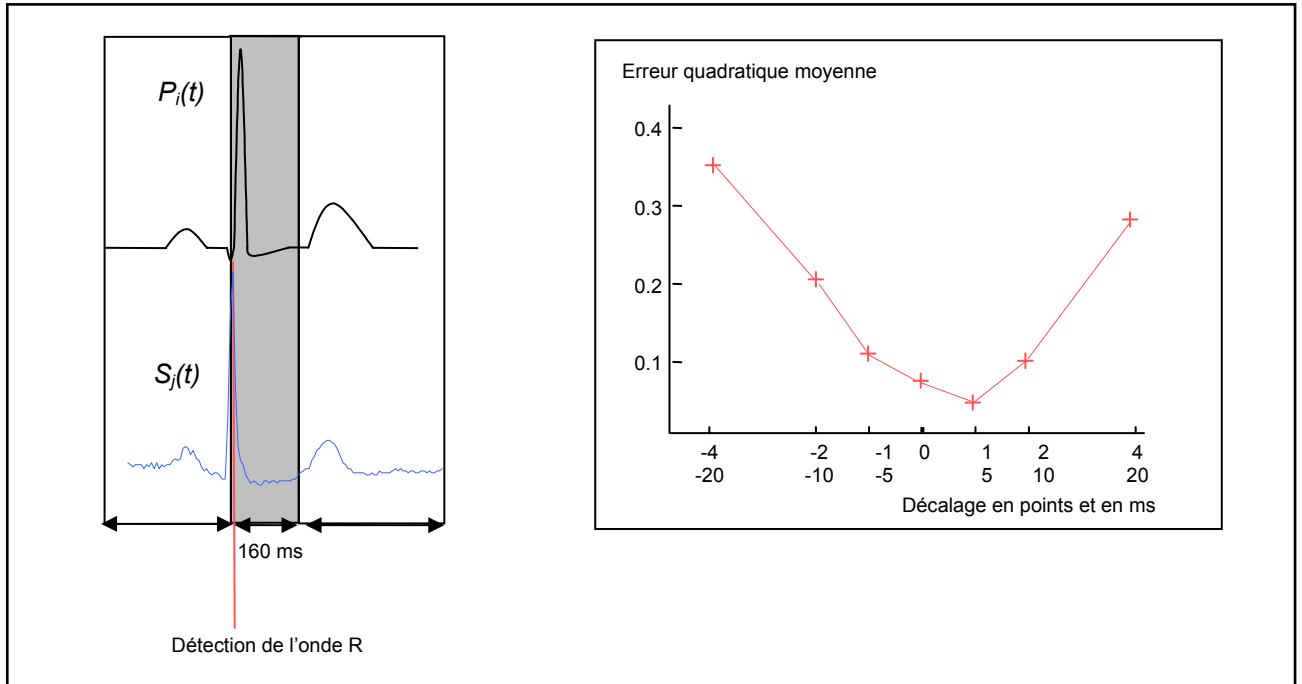 Pi(t)
Sj(t)
160 ms
Détection de l’onde R
Erreur quadratique moyenne
0.4
0.3
0.2
0.1
-4 -2 -1 0 1 2 4
-20 -10 -5 5 10 20
Décalage en points et en ms